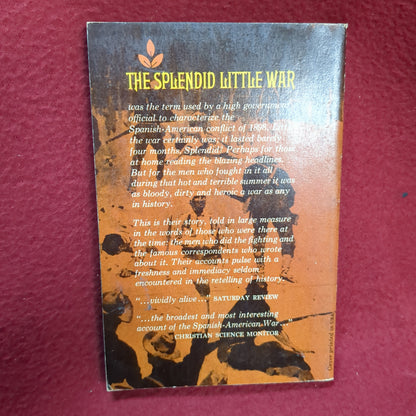 THE SPLENDID LITTLE WAR
was the term used by a high government
official to characterize the
Spanish-American conflict of 1898.
the war certainly was; it lasted barely
four months. Splendid? Perhaps for those
at home reading the blazing headlines.
But for the men who fought in it all
during that hot and terrible summer it was
as bloody, dirty and heroic a war as any
in history.
This is their story, told in large measure
in the words of those who were there at
the time: the men who did the fighting and
the famous correspondents who wrote
about it. Their accounts pulse with a
freshness and immediacy seldom
encountered in the retelling of history.
"...vividly alive..." SATURDAY REVIEW
"...the broadest and most interesting
account of the Spanish-American War..."
CHRISTIAN SCIENCE MONITOR
Cover printed in